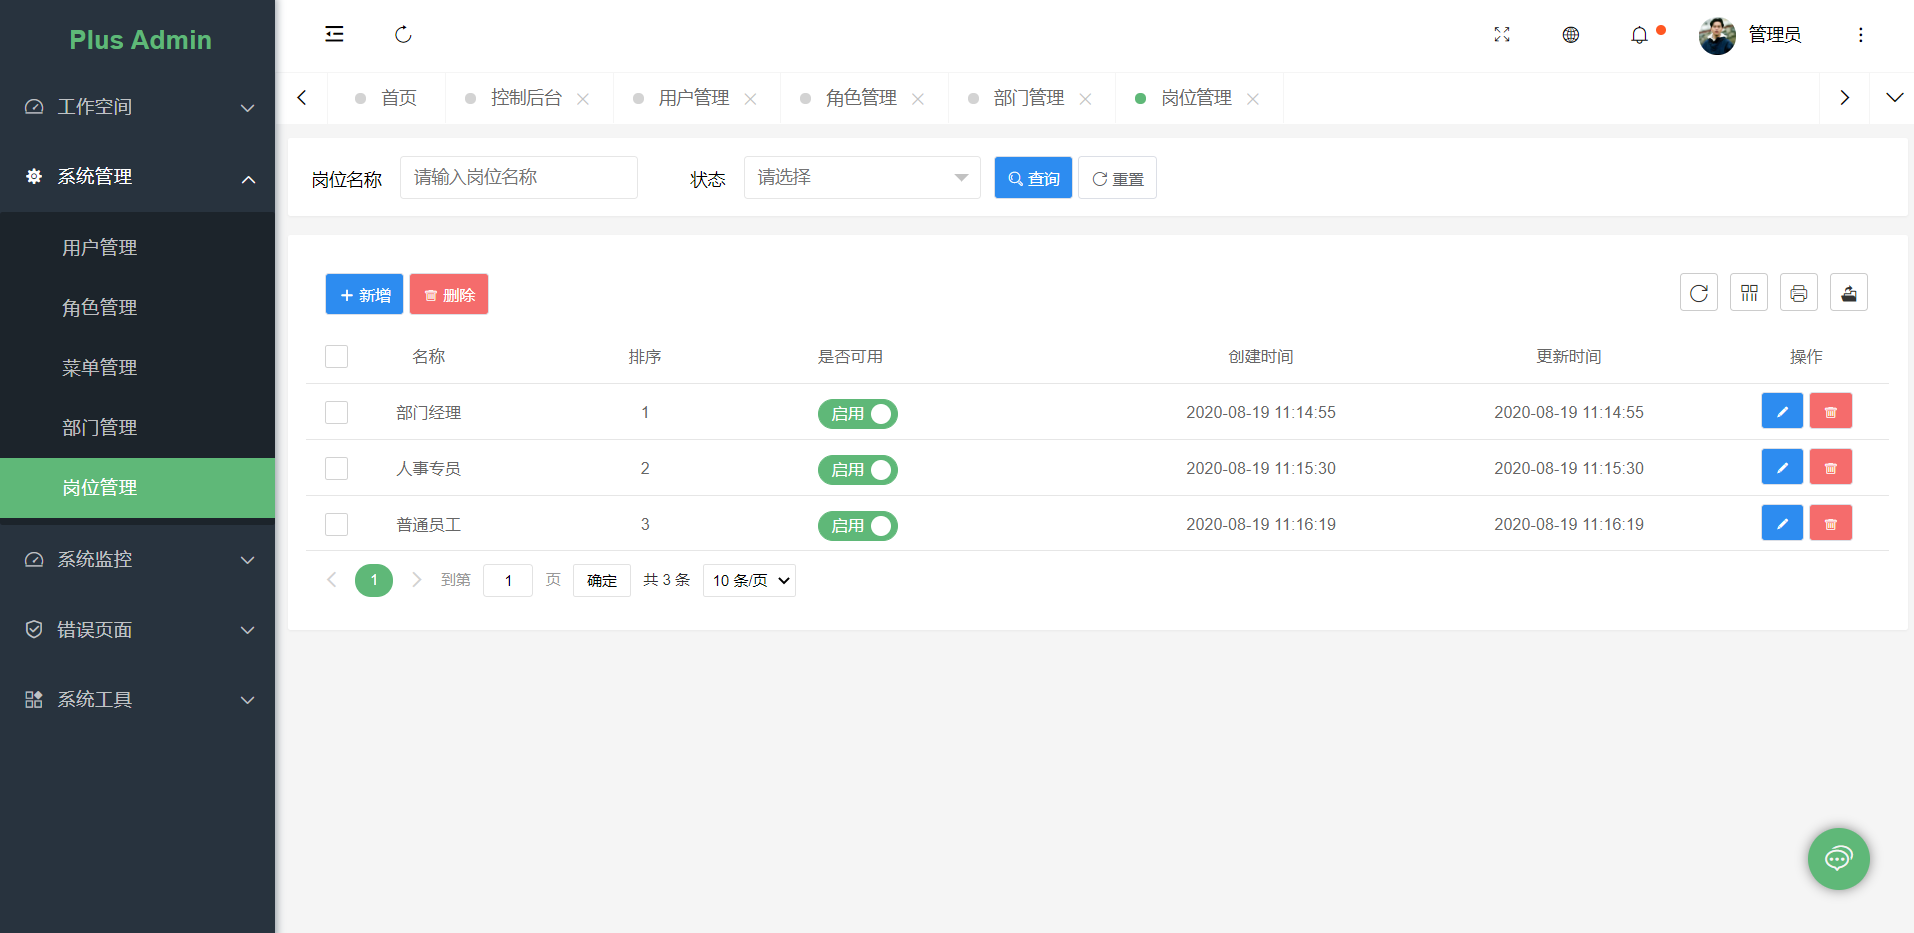 Plus Admin
管理员
工作空间
系统管理
用户管理
角色管理
菜单管理
部门管理
岗位管理
系统监控
错误页面
系统工具
首页 控制后台 用户管理 角色管理 部门管理 岗位管理
岗位名称 请输入岗位名称 状态 请选择 查询 重置
新增 删除
名称 排序 是否可用 创建时间 更新时间 操作
部门经理 1 启用 2020-08-19 11:14:55 2020-08-19 11:14:55
人事专员 2 启用 2020-08-19 11:15:30 2020-08-19 11:15:30
普通员工 3 启用 2020-08-19 11:16:19 2020-08-19 11:16:19
1 到第 1 页 确定 共 3 条 10 条/页